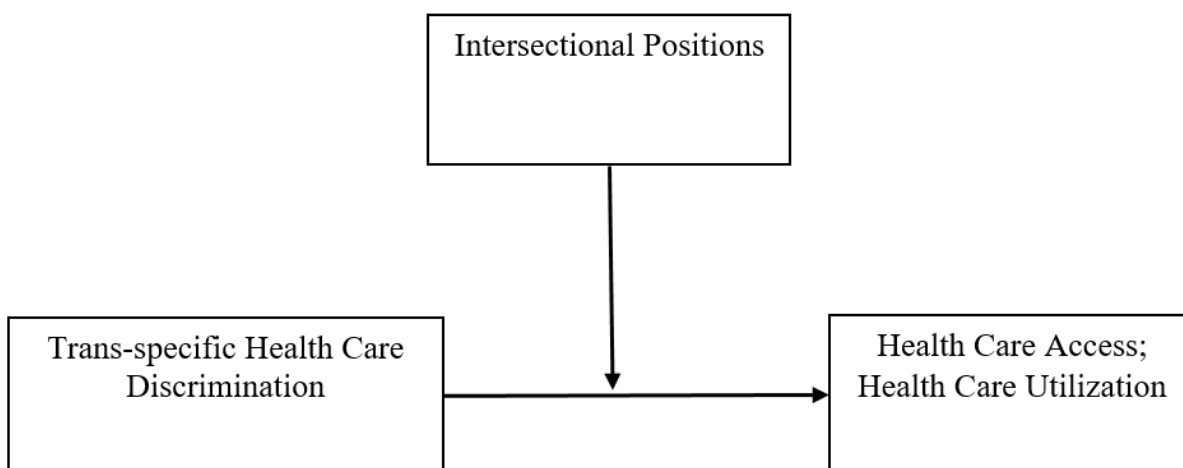 Intersectional Positions
Trans-specific Health Care
Discrimination
Health Care Access;
Health Care Utilization